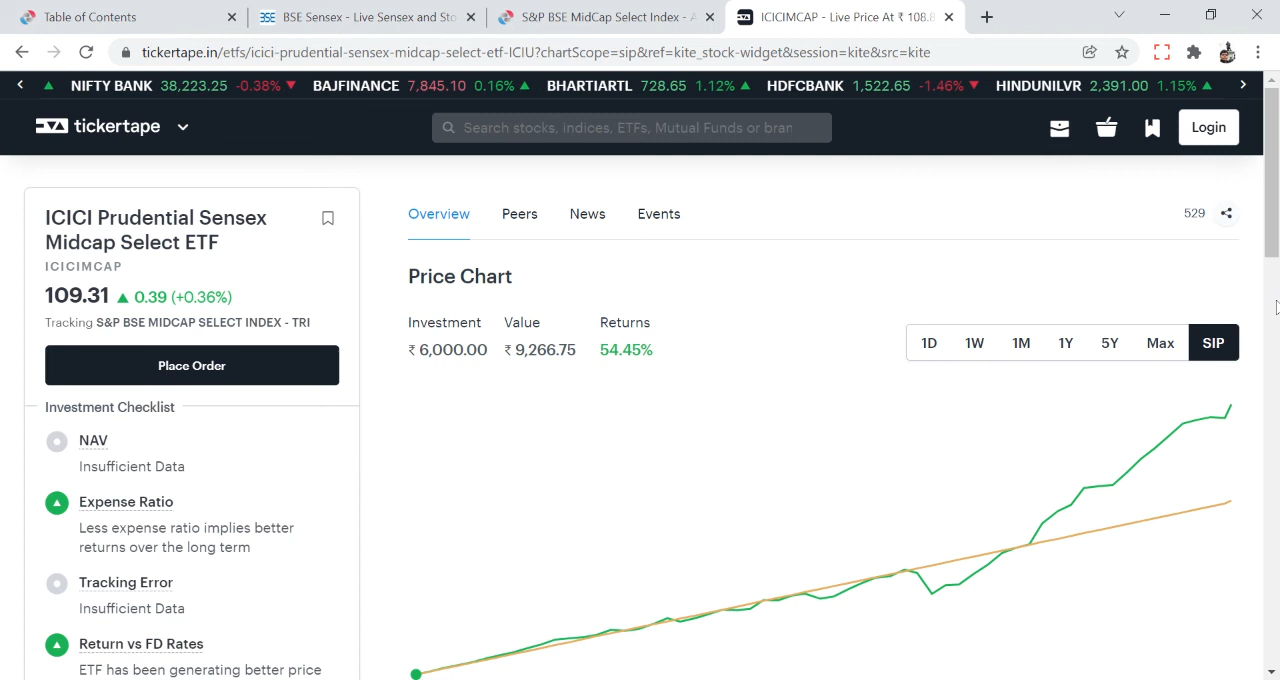 Table of Contents
BSE Sensex - Live Sensex and Sto
S&P BSE MidCap Select Index - A
ICICIMCAP - Live Price At ₹ 108.8
tickertape.in/etfs/icici-prudential-sensex-midcap-select-etf-ICIU?chartScope=sip&ref=kite_stock-widget&session=kite&src=kite
NIFTY BANK 38,223.25 -0.38% BAJFINANCE 7,845.10 0.16% BHARTIARTL 728.65 1.12% HDFCBANK 1,522.65 -1.46% HINDUNILVR 2,391.00 1.15%
tickertape
Search stocks, indices, ETFs, Mutual Funds or bran
Login
ICICI Prudential Sensex
Midcap Select ETF
ICICIMCAP
109.31 0.39 (+0.36%)
Tracking S&P BSE MIDCAP SELECT INDEX - TRI
Place Order
Investment Checklist
NAV
Insufficient Data
Expense Ratio
Less expense ratio implies better
returns over the long term
Tracking Error
Insufficient Data
Return vs FD Rates
ETF has been generating better price
Overview Peers News Events
529
Price Chart
Investment Value Returns
₹ 6,000.00 ₹ 9,266.75 54.45%
1D 1W 1M 1Y 5Y Max SIP